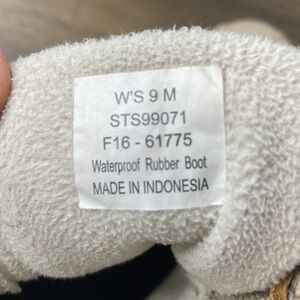 W'S 9 M
STS99071
F16 - 61775
Waterproof Rubber Boot
MADE IN INDONESIA